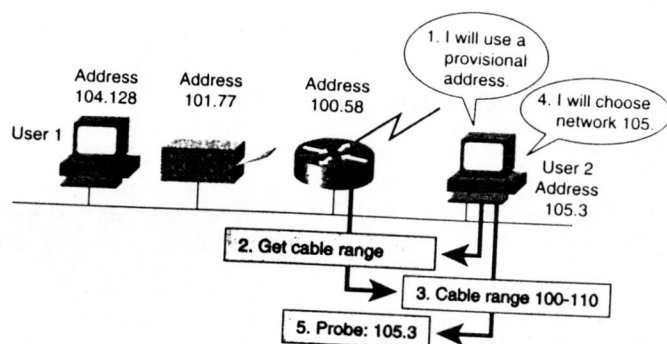 1. I will use a
provisional
address.
Address
104.128
Address
101.77
Address
100.58
4. I will choose
network 105.
User 1
User 2
Address
105.3
2. Get cable range
3. Cable range 100-110
5. Probe: 105.3